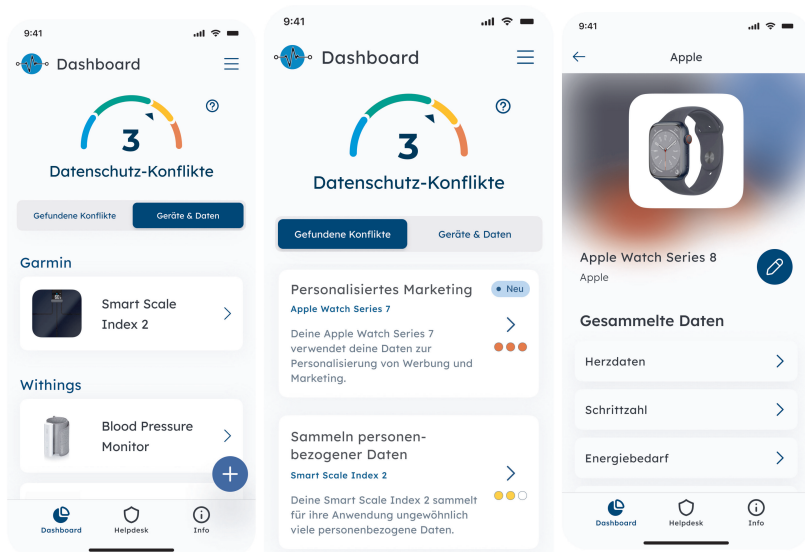 9:41
Dashboard
3
Datenschutz-Konflikte
Gefundene Konflikte
Geräte & Daten
Garmin
Smart Scale
Index 2
Withings
Blood Pressure
Monitor
Dashboard
Helpdesk
Info
9:41
Dashboard
3
Datenschutz-Konflikte
Gefundene Konflikte
Geräte & Daten
Personalisiertes Marketing
Neu
Apple Watch Series 7
Deine Apple Watch Series 7
verwendet deine Daten zur
Personalisierung von Werbung und
Marketing.
Sammeln personen-
bezogener Daten
Smart Scale Index 2
Deine Smart Scale Index 2 sammelt
für ihre Anwendung ungewöhnlich
viele personenbezogene Daten.
9:41
Apple
Apple Watch Series 8
Apple
Gesammelte Daten
Herzdaten
Schrittzahl
Energiebedarf
Dashboard
Helpdesk
Info